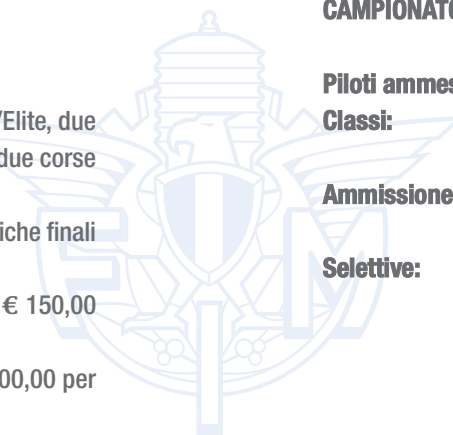 /Elite, due
due corse
iche finali
€ 150,00
00,00 per
CAMPIONATO
Piloti ammes
Classi:
Ammissione
Selettive:
F M